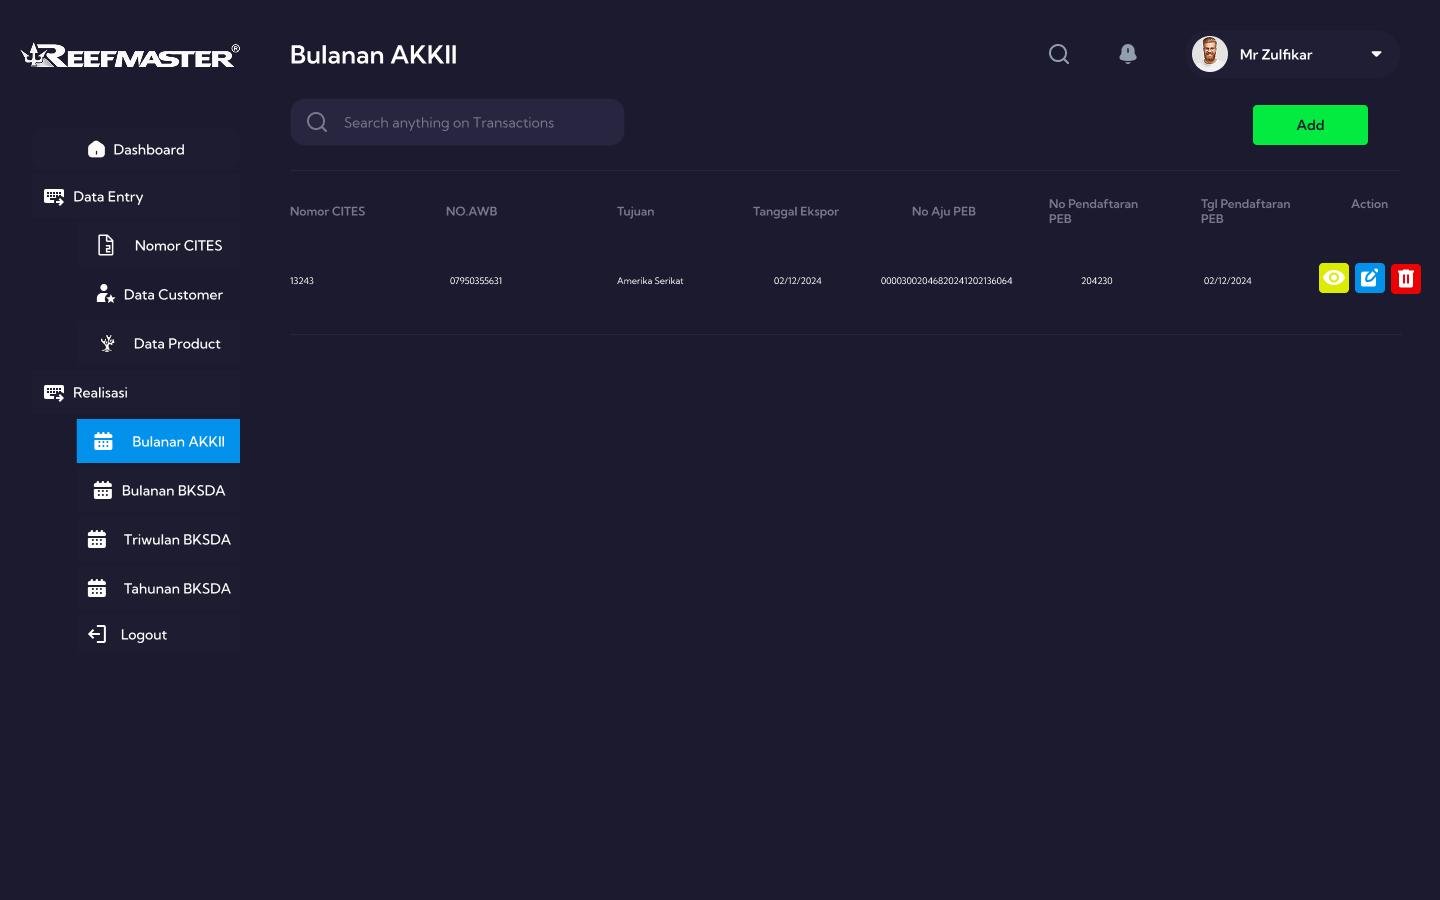 REEFMASTER®
Bulanan AKKII
Mr Zulfikar
Search anything on Transactions
Add
Dashboard
Data Entry
Nomor CITES
Data Customer
Data Product
Realisasi
Bulanan AKKII
Bulanan BKSDA
Triwulan BKSDA
Tahunan BKSDA
Logout
Nomor CITES NO.AWB Tujuan Tanggal Ekspor No Aju PEB No Pendaftaran PEB Tgl Pendaftaran PEB Action
13243 07950355631 Amerika Serikat 02/12/2024 00003002046820241202136064 204230 02/12/2024